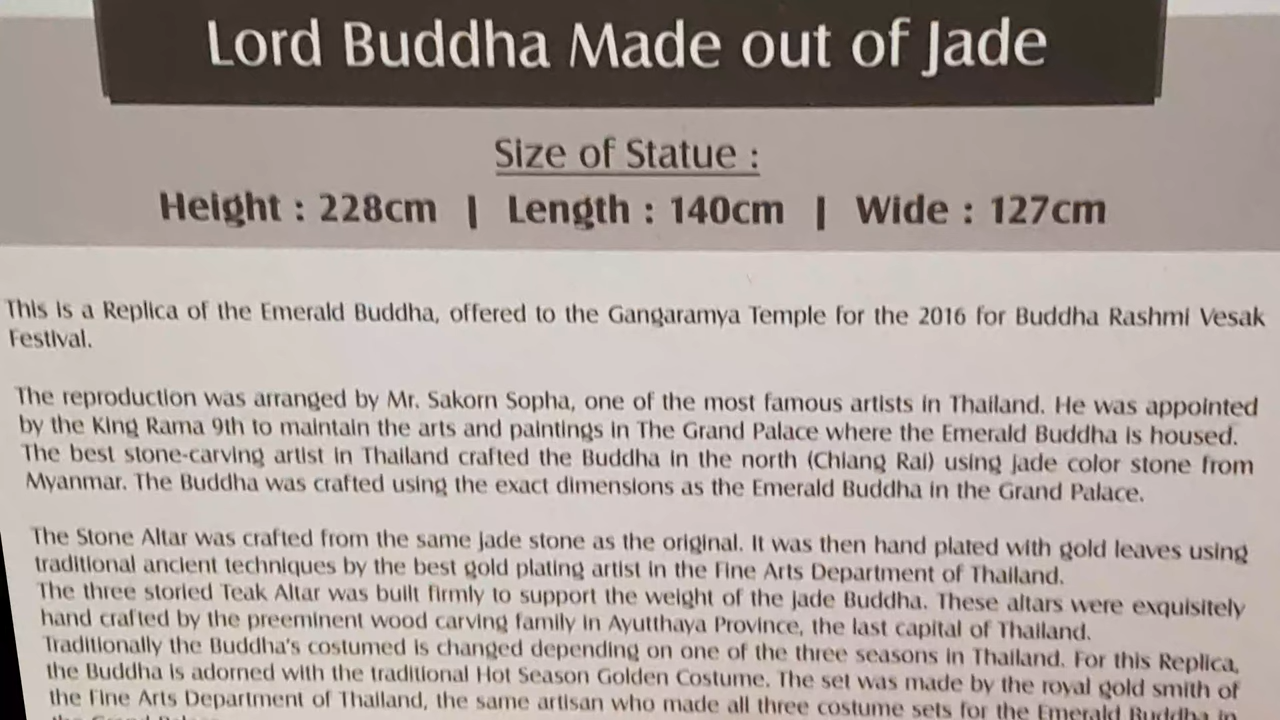 Lord Buddha Made out of Jade
Size of Statue :
Height : 228cm | Length : 140cm | Wide : 127cm
This is a Replica of the Emerald Buddha, offered to the Gangaramya Temple for the 2016 for Buddha Rashmi Vesak
Festival.
The reproduction was arranged by Mr. Sakorn Sopha, one of the most famous artists in Thailand. He was appointed
by the King Rama 9th to maintain the arts and paintings in The Grand Palace where the Emerald Buddha is housed.
The best stone-carving artist in Thailand crafted the Buddha in the north (Chiang Rai) using jade color stone from
Myanmar. The Buddha was crafted using the exact dimensions as the Emerald Buddha in the Grand Palace.
The Stone Altar was crafted from the same jade stone as the original. It was then hand plated with gold leaves using
traditional ancient techniques by the best gold plating artist in the Fine Arts Department of Thailand.
The three storied Teak Altar was built firmly to support the weight of the jade Buddha. These altars were exquisitely
hand crafted by the preeminent wood carving family in Ayutthaya Province, the last capital of Thailand.
Traditionally the Buddha's costumed is changed depending on one of the three seasons in Thailand. For this Replica,
the Buddha is adorned with the traditional Hot Season Golden Costume. The set was made by the royal gold smith of
the Fine Arts Department of Thailand, the same artisan who made all three costume sets for the Emerald Buddha in